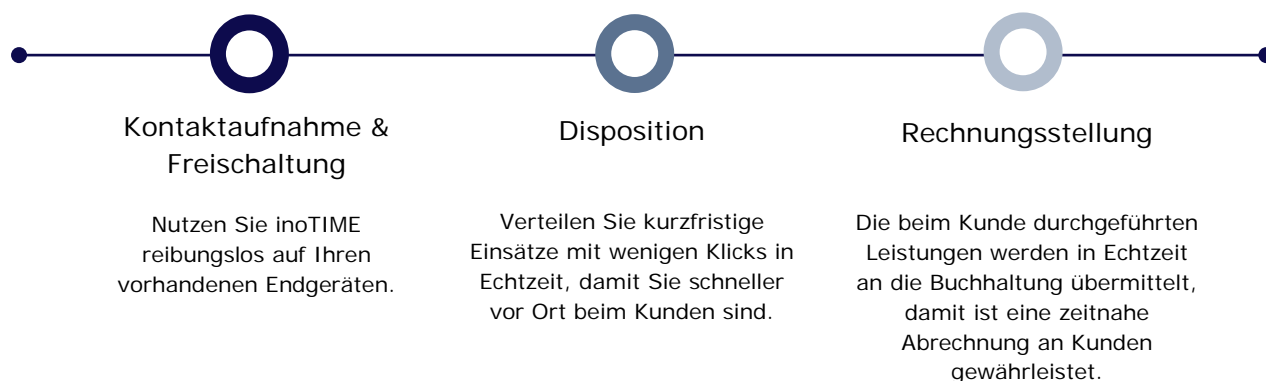 Kontaktaufnahme &
Freischaltung
Nutzen Sie inoTIME
reibungslos auf Ihren
vorhandenen Endgeräten.
Disposition
Verteilen Sie kurzfristige
Einsätze mit wenigen Klicks in
Echtzeit, damit Sie schneller
vor Ort beim Kunden sind.
Rechnungsstellung
Die beim Kunde durchgeführten
Leistungen werden in Echtzeit
an die Buchhaltung übermittelt,
damit ist eine zeitnahe
Abrechnung an Kunden
gewährleistet.